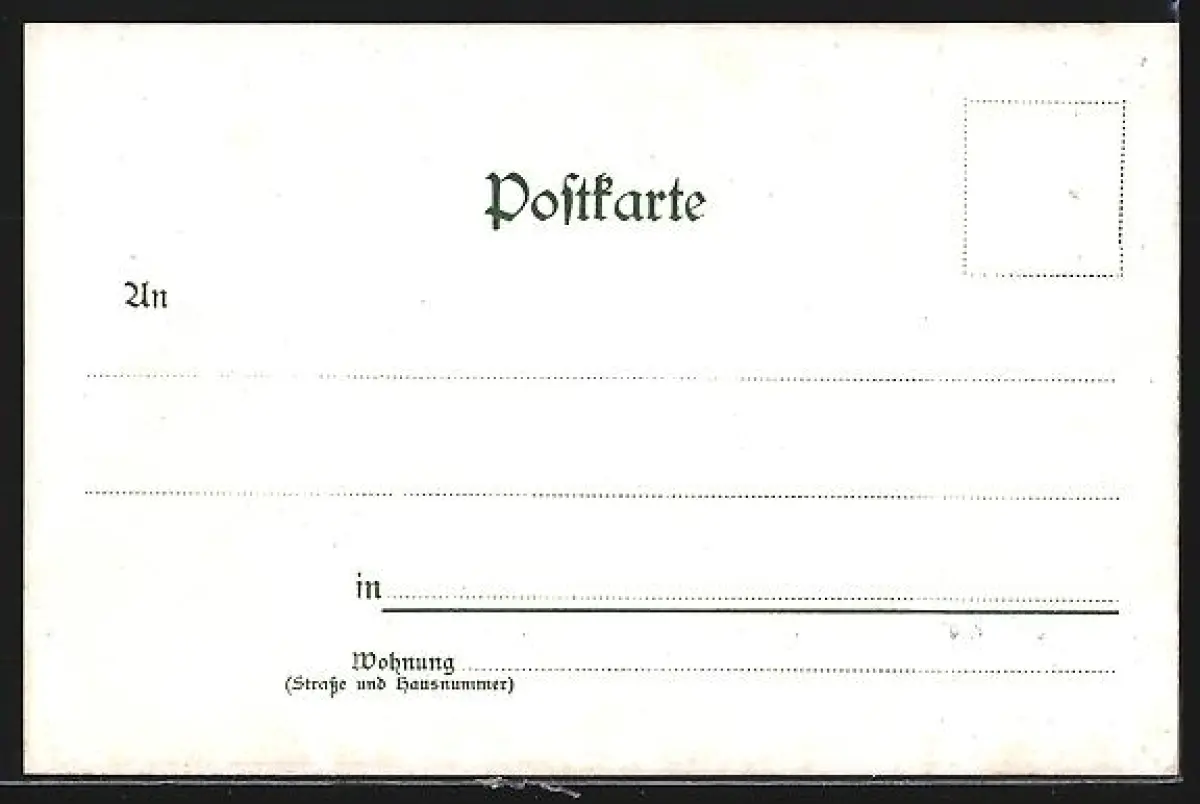 Poſtkarte
An
in
Wohnung
(Straße und Hausnummer)